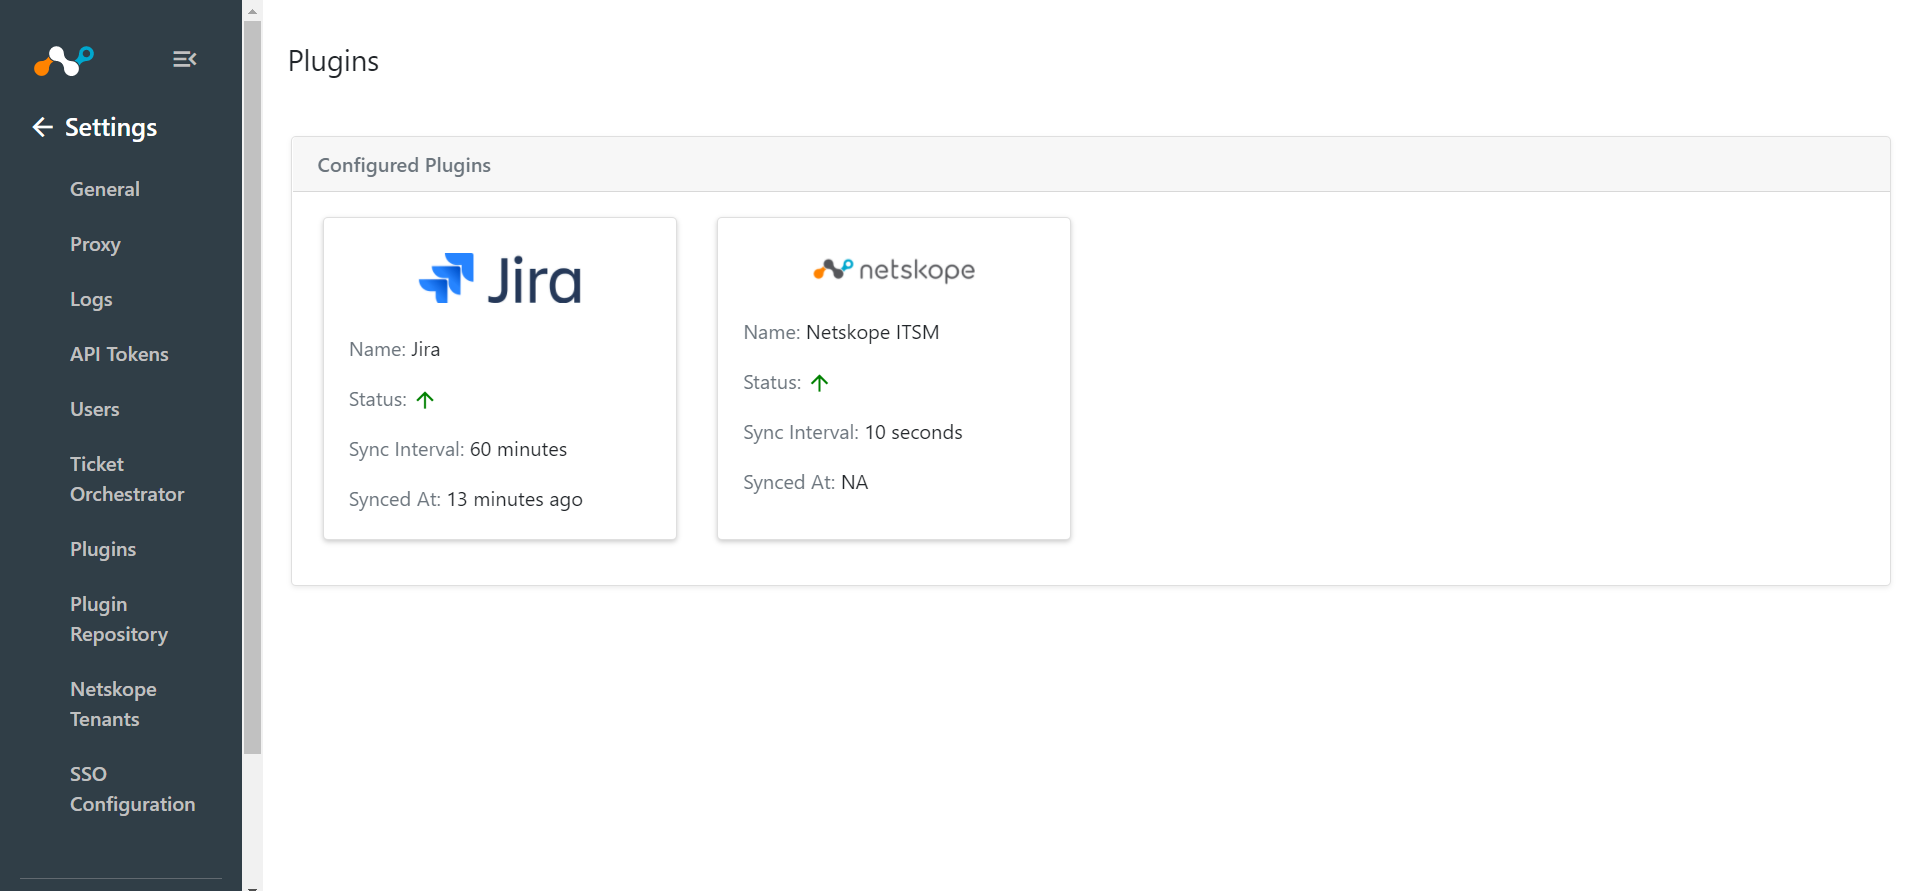 Settings
General
Proxy
Logs
API Tokens
Users
Ticket
Orchestrator
Plugins
Plugin
Repository
Netskope
Tenants
SSO
Configuration
Plugins
Configured Plugins
Jira
Name: Jira
Status:
Sync Interval: 60 minutes
Synced At: 13 minutes ago
netskope
Name: Netskope ITSM
Status:
Sync Interval: 10 seconds
Synced At: NA